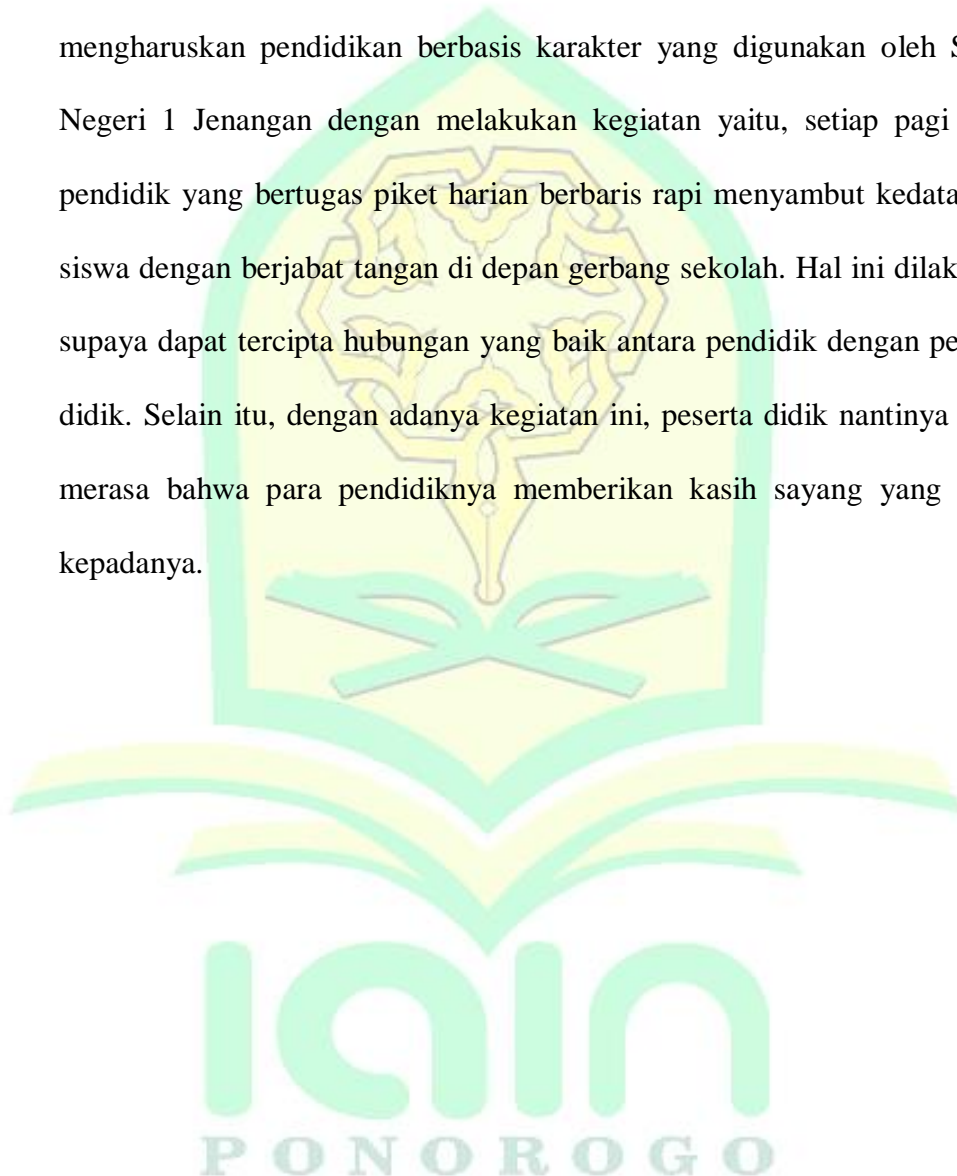 mengharuskan pendidikan berbasis karakter yang digunakan oleh S
Negeri 1 Jenangan dengan melakukan kegiatan yaitu, setiap pagi
pendidik yang bertugas piket harian berbaris rapi menyambut kedata
siswa dengan berjabat tangan di depan gerbang sekolah. Hal ini dilak
supaya dapat tercipta hubungan yang baik antara pendidik dengan pe
didik. Selain itu, dengan adanya kegiatan ini, peserta didik nantinya
merasa bahwa para pendidiknya memberikan kasih sayang yang
kepadanya.
iain
PONOROGO